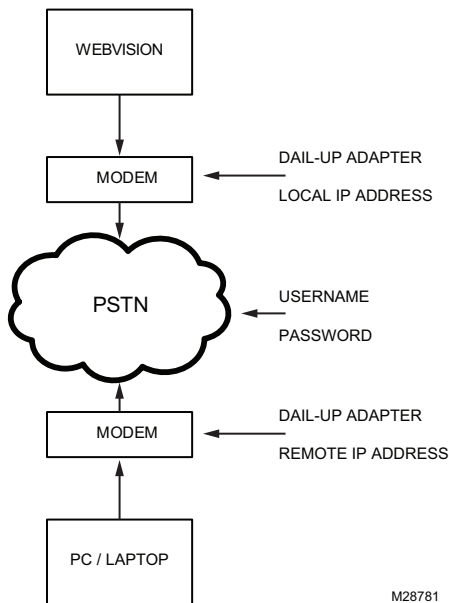 WEBVISION
DAIL-UP ADAPTER
MODEM
LOCAL IP ADDRESS
PSTN
USERNAME
PASSWORD
DAIL-UP ADAPTER
MODEM
REMOTE IP ADDRESS
PC / LAPTOP
M28781